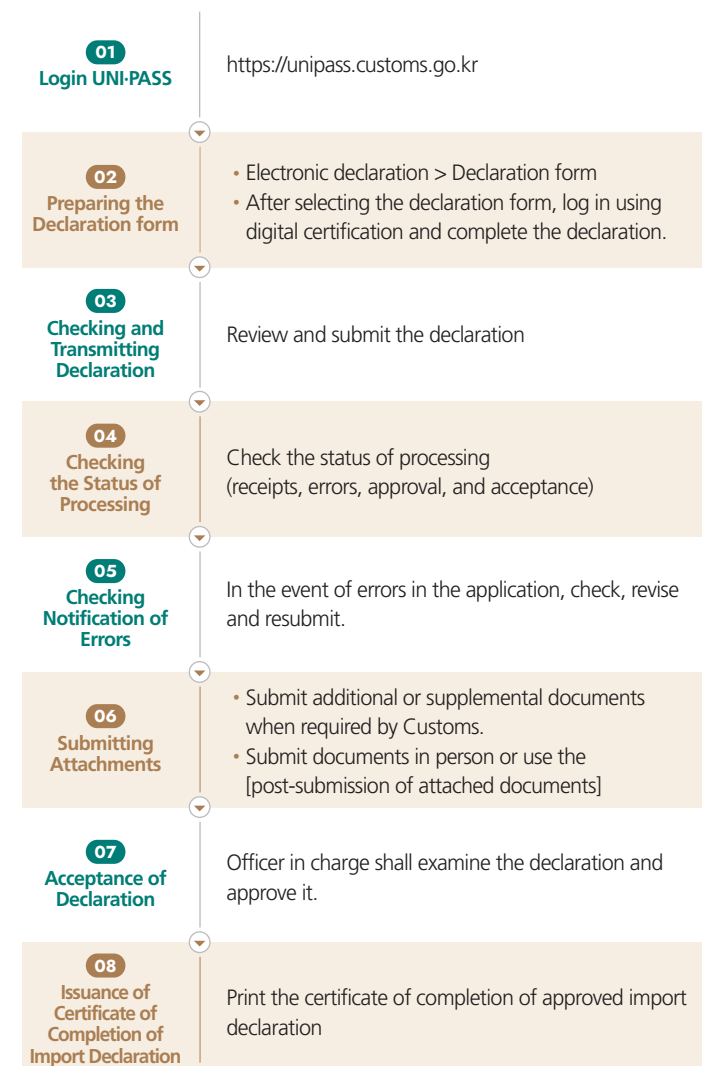 01
Login UNI·PASS
https://unipass.customs.go.kr
02
Preparing the
Declaration form
• Electronic declaration > Declaration form
• After selecting the declaration form, log in using
digital certification and complete the declaration.
03
Checking and
Transmitting
Declaration
Review and submit the declaration
04
Checking
the Status of
Processing
Check the status of processing
(receipts, errors, approval, and acceptance)
05
Checking
Notification of
Errors
In the event of errors in the application, check, revise
and resubmit.
06
Submitting
Attachments
• Submit additional or supplemental documents
when required by Customs.
• Submit documents in person or use the
[post-submission of attached documents]
07
Acceptance of
Declaration
Officer in charge shall examine the declaration and
approve it.
08
Issuance of
Certificate of
Completion of
Import Declaration
Print the certificate of completion of approved import
declaration